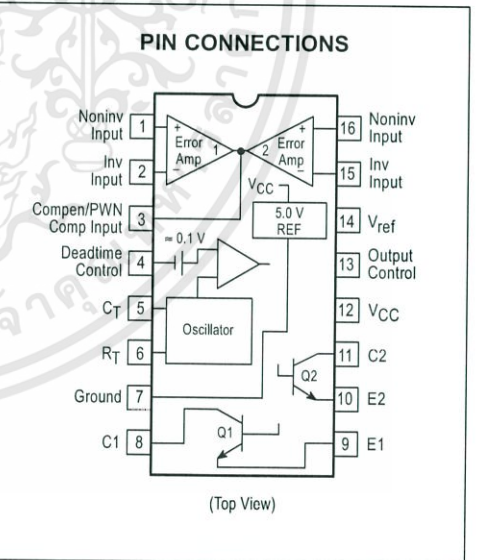 PIN CONNECTIONS
Noninv
Input
1
Inv
Input
2
Compen/PWN
Comp Input
3
Deadtime
Control
4
CT
5
RT
6
Ground
7
C1
8
+
Error
Amp
1
−
+
2
Error
Amp
−
VCC
5.0 V
REF
≈ 0.1 V
Oscillator
Q2
Q1
16
Noninv
Input
15
Inv
Input
14
Vref
13
Output
Control
12
VCC
11
C2
10
E2
9
E1
(Top View)